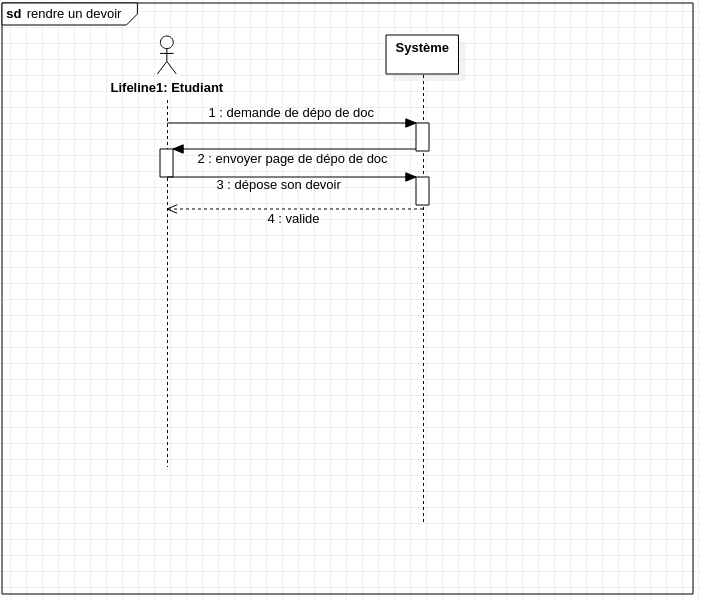 sd rendre un devoir
Système
Lifeline1: Etudiant
1 : demande de dépo de doc
2 : envoyer page de dépo de doc
3 : dépose son devoir
4 : valide